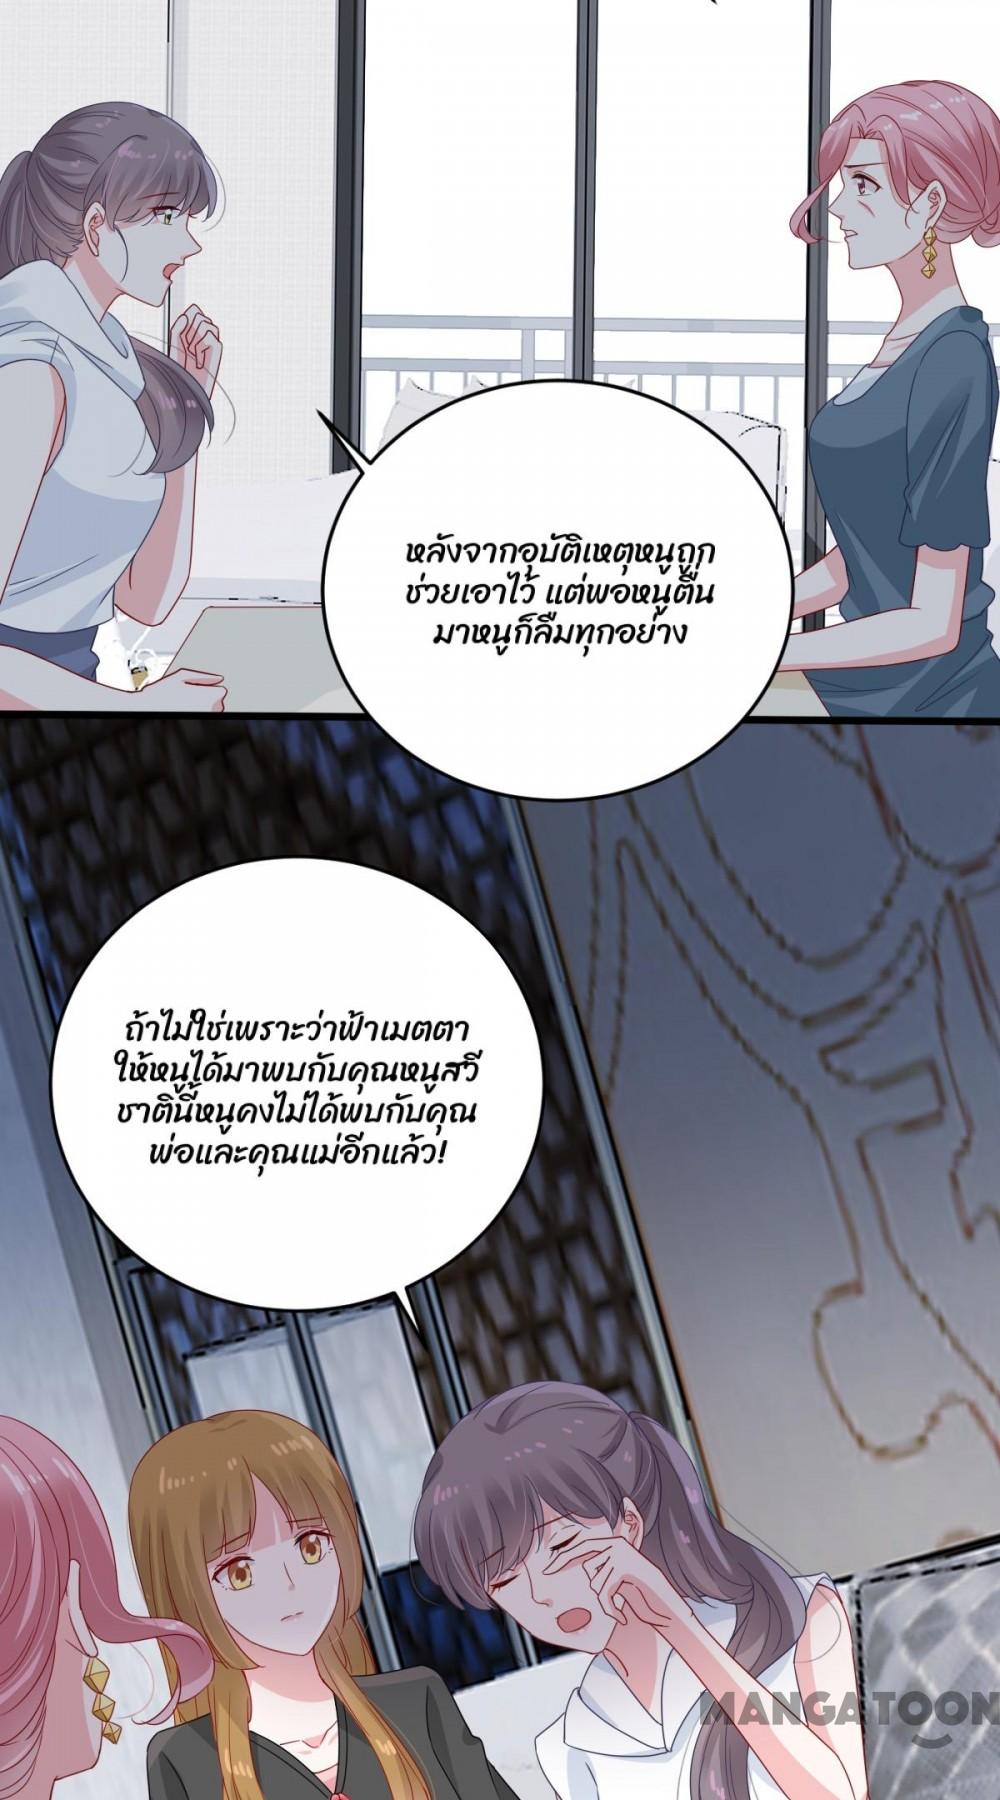 หลังจากอุบัติเหตุหนูถูก
ช่วยเอาไว้ แต่พอหนูตื่น
มาหนูก็ลืมทุกอย่าง
ถ้าไม่ใช่เพราะว่าฟ้าเมตตา
ให้หนูได้มาพบกับคุณหนูสวี
ชาตินี้หนูคงไม่ได้พบกับคุณ
พ่อและคุณแม่อีกแล้ว!
MANGATOON